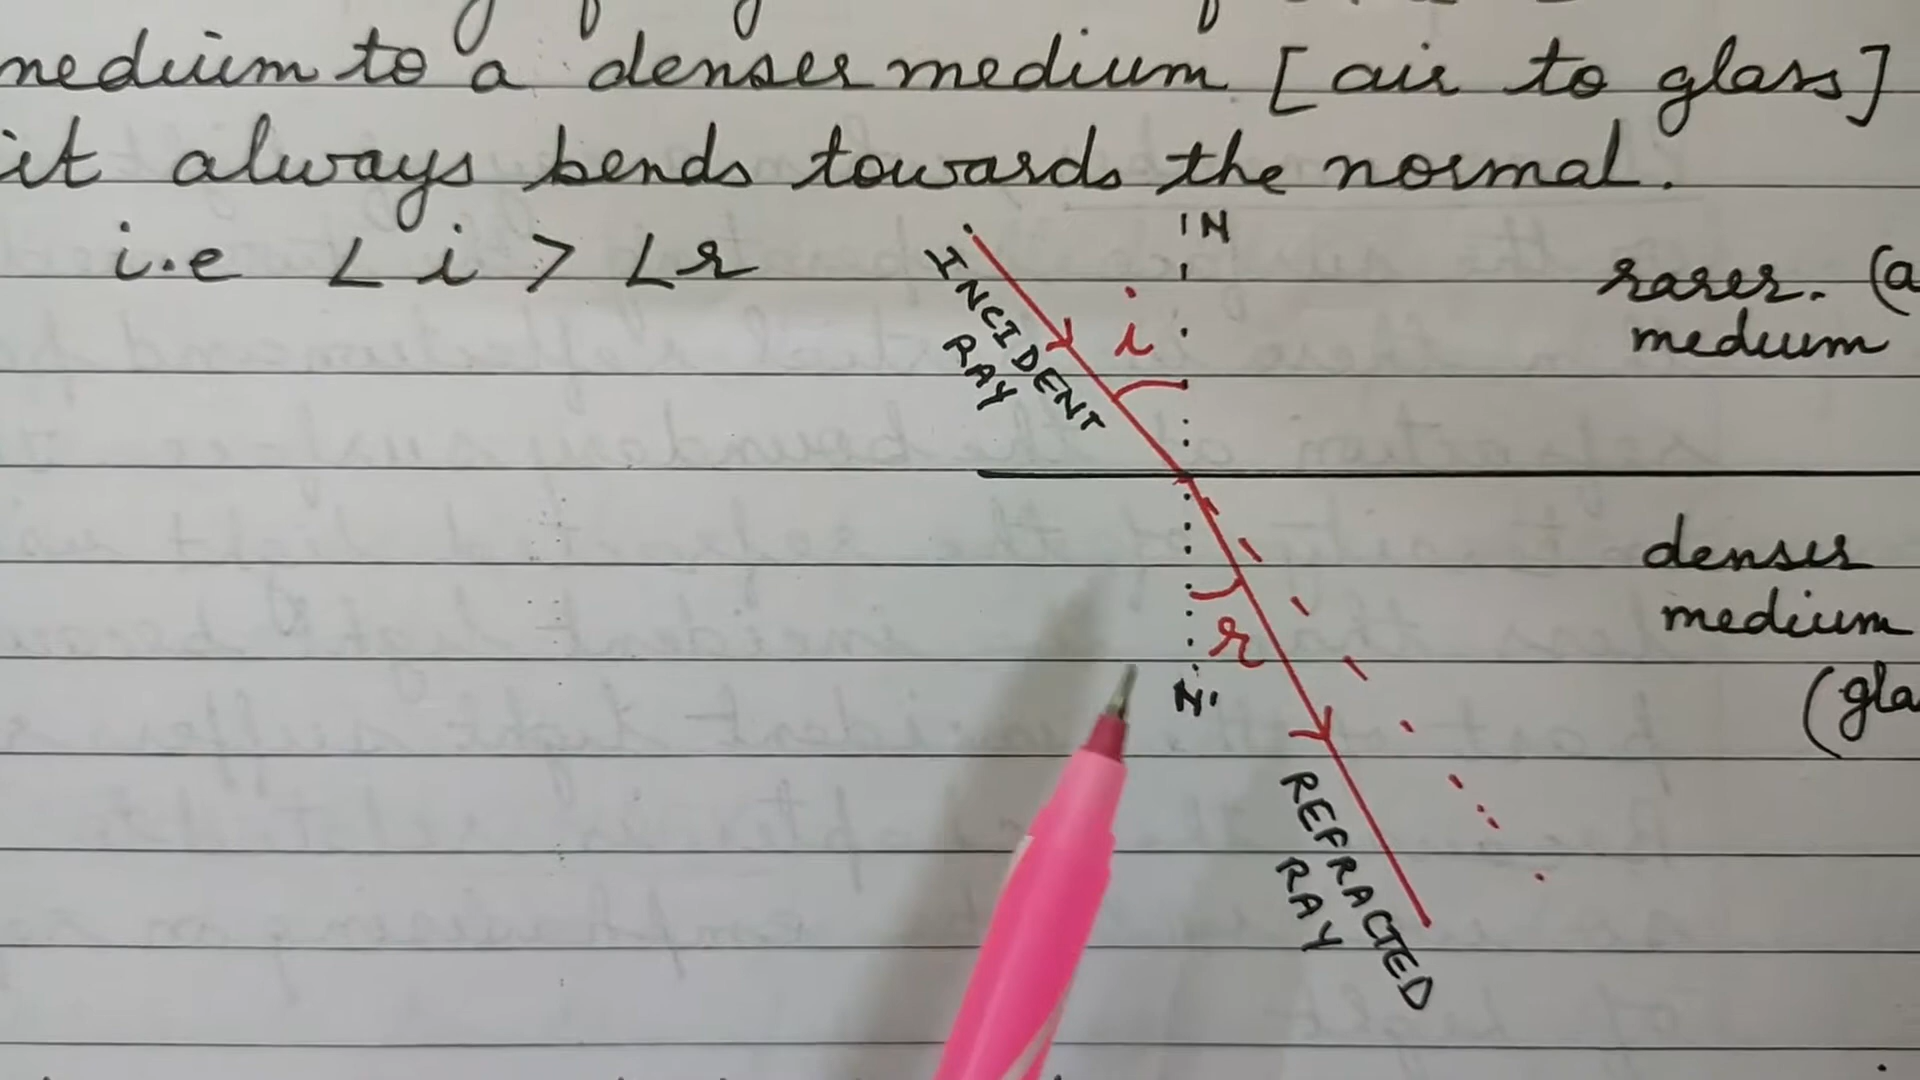 medium to a denser medium [air to glass]
it always bends towards the normal.
i.e ∠i > ∠r
N
INCIDENT
RAY
i
rarer. (a
medium
denser
medium
(gla
r
N'
REFRACTED
RAY